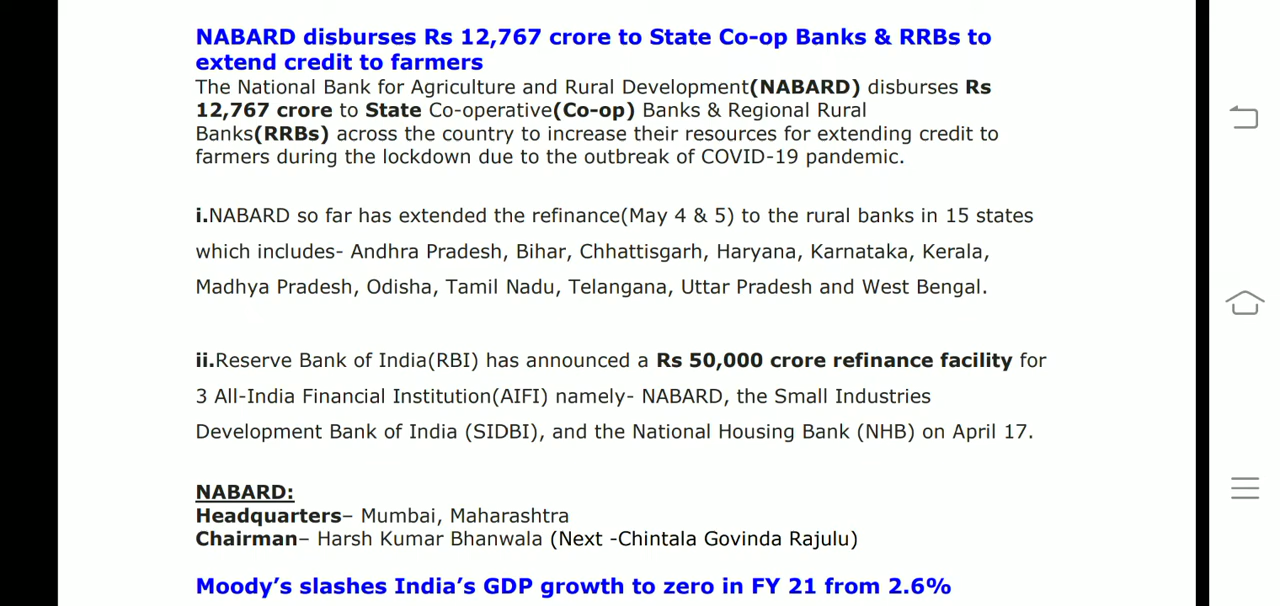 NABARD disburses Rs 12,767 crore to State Co-op Banks & RRBs to
extend credit to farmers
The National Bank for Agriculture and Rural Development(NABARD) disburses Rs
12,767 crore to State Co-operative(Co-op) Banks & Regional Rural
Banks(RRBs) across the country to increase their resources for extending credit to
farmers during the lockdown due to the outbreak of COVID-19 pandemic.
i.NABARD so far has extended the refinance(May 4 & 5) to the rural banks in 15 states
which includes- Andhra Pradesh, Bihar, Chhattisgarh, Haryana, Karnataka, Kerala,
Madhya Pradesh, Odisha, Tamil Nadu, Telangana, Uttar Pradesh and West Bengal.
ii.Reserve Bank of India(RBI) has announced a Rs 50,000 crore refinance facility for
3 All-India Financial Institution(AIFI) namely- NABARD, the Small Industries
Development Bank of India (SIDBI), and the National Housing Bank (NHB) on April 17.
NABARD:
Headquarters– Mumbai, Maharashtra
Chairman– Harsh Kumar Bhanwala (Next -Chintala Govinda Rajulu)
Moody’s slashes India’s GDP growth to zero in FY 21 from 2.6%